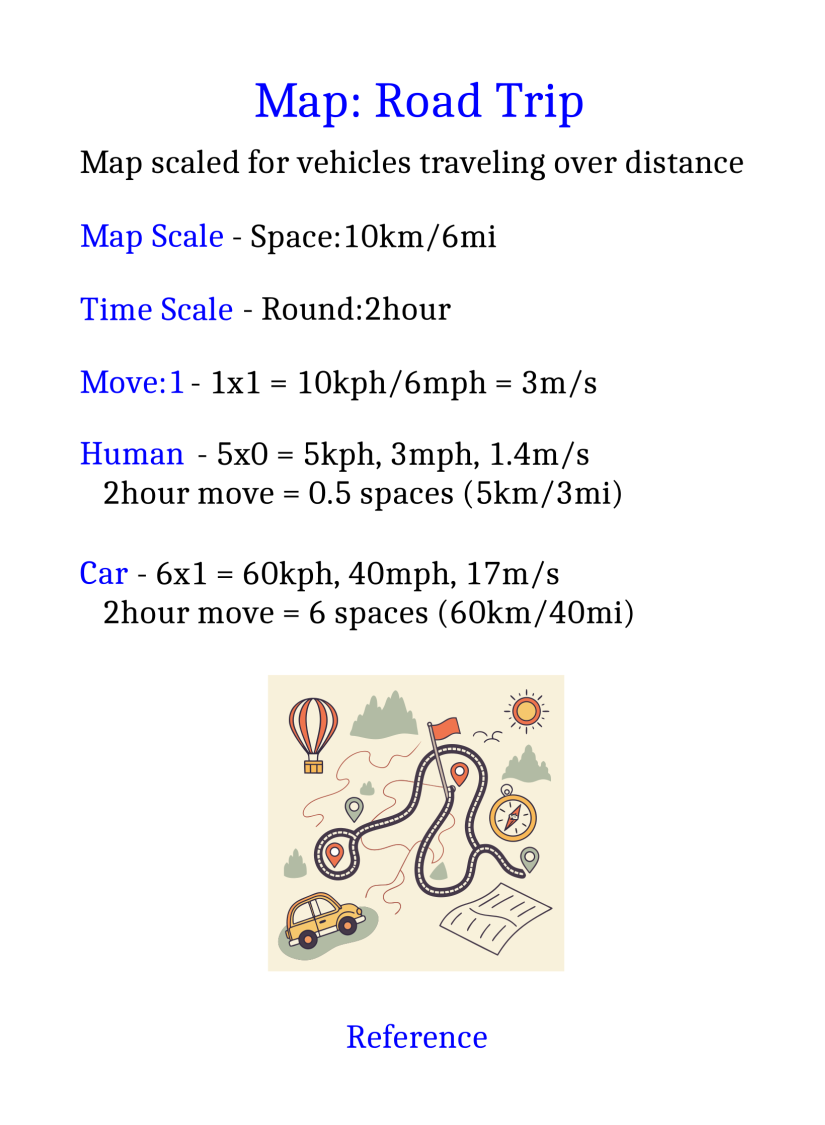 Map: Road Trip
Map scaled for vehicles traveling over distance
Map Scale - Space:10km/6mi
Time Scale - Round:2hour
Move:1 - 1x1 = 10kph/6mph = 3m/s
Human - 5x0 = 5kph, 3mph, 1.4m/s
2hour move = 0.5 spaces (5km/3mi)
Car - 6x1 = 60kph, 40mph, 17m/s
2hour move = 6 spaces (60km/40mi)
Reference